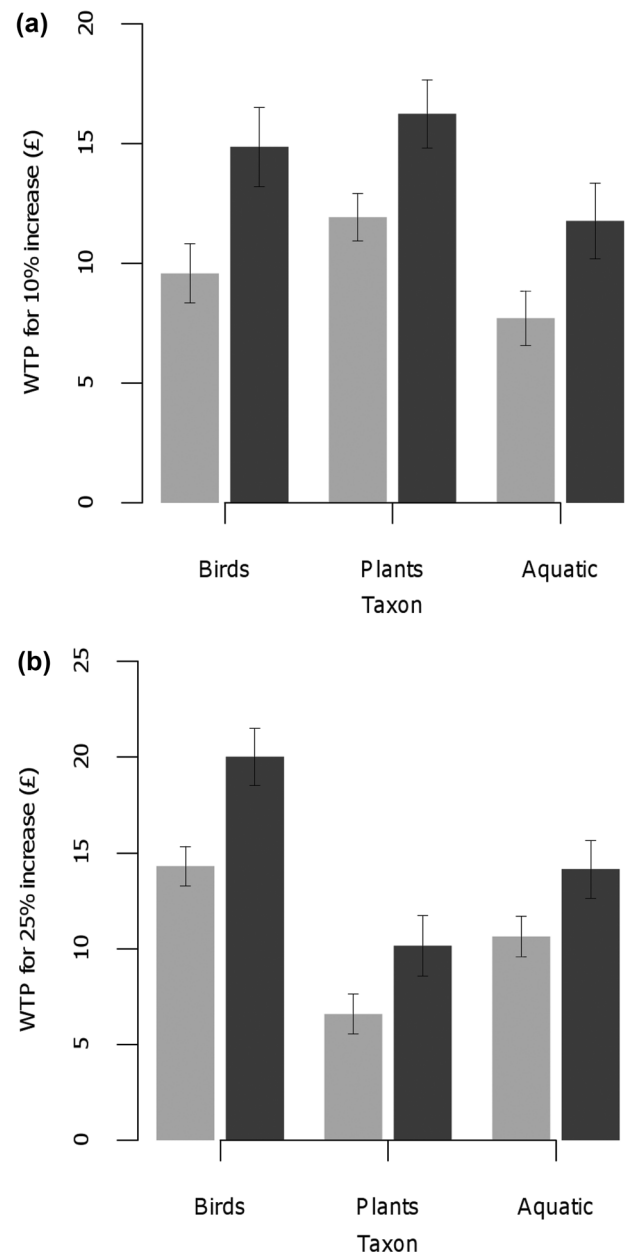 (a)
WTP for 10% increase (£)
20
15
10
5
0
Birds Plants Aquatic
Taxon
(b)
WTP for 25% increase (£)
25
20
15
10
5
0
Birds Plants Aquatic
Taxon